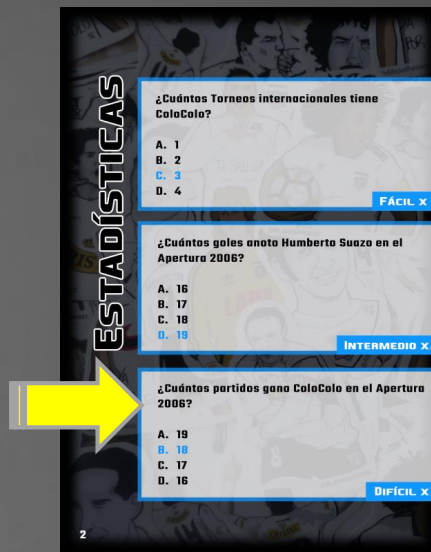 ESTADÍSTICAS
¿Cuántos Torneos internacionales tiene
ColoColo?
A. 1
B. 2
C. 3
D. 4
FÁCIL X
¿Cuántos goles anoto Humberto Suazo en el
Apertura 2006?
A. 16
B. 17
C. 18
D. 19
INTERMEDIO X
¿Cuántos partidos gano ColoColo en el Apertura
2006?
A. 19
B. 18
C. 17
D. 16
DIFÍCIL X
2